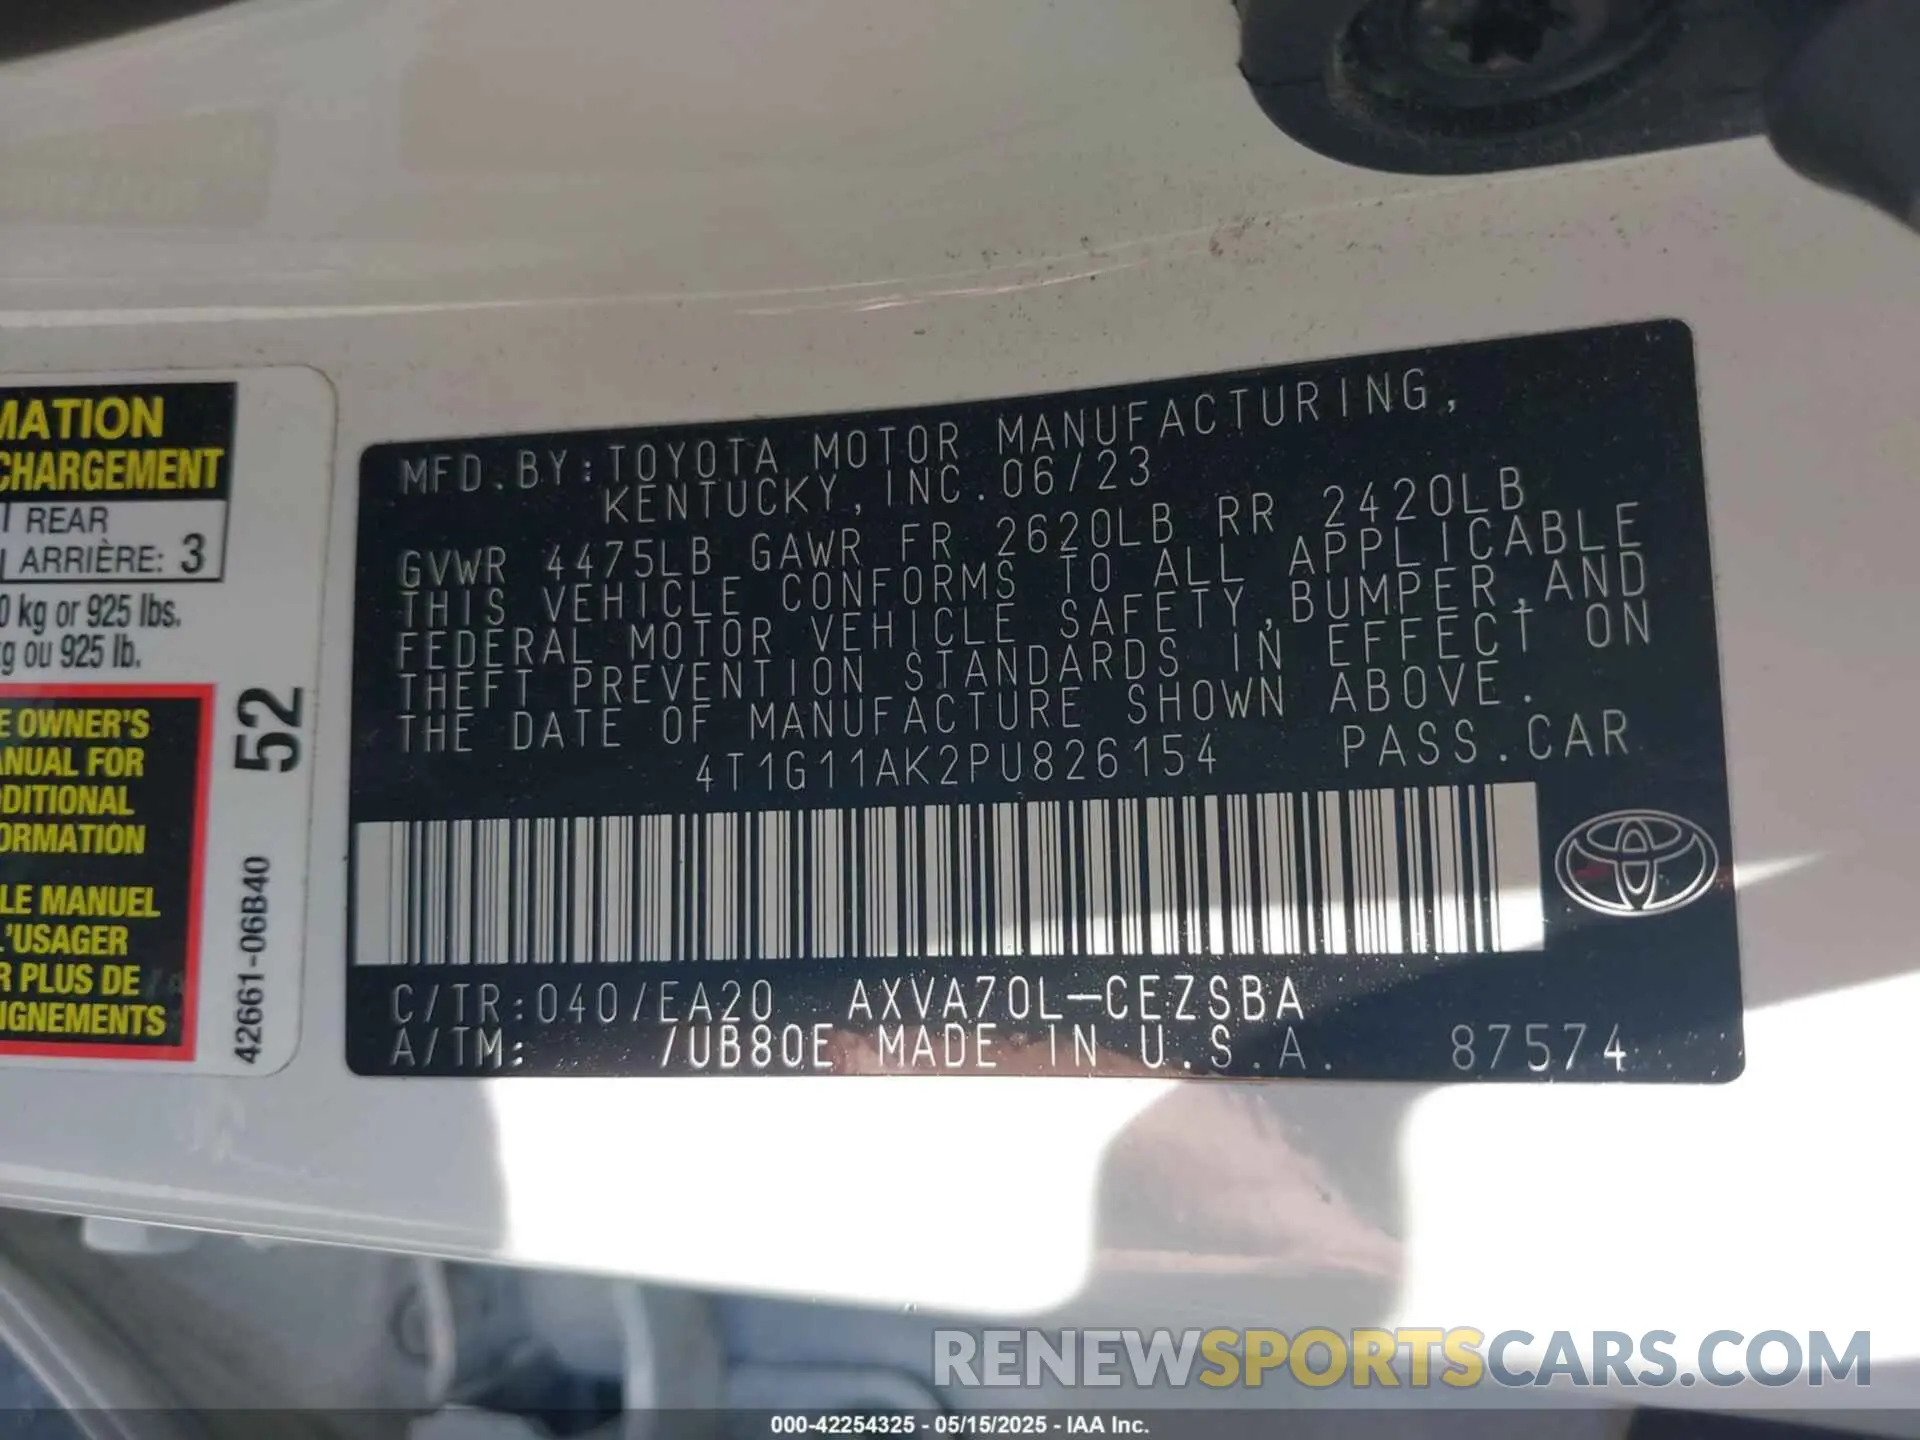 MATION
CHARGEMENT
REAR
ARRIÈRE: 3
0 kg or 925 lbs.
kg ou 925 lb.
E OWNER'S
ANUAL FOR
DDITIONAL
FORMATION
LE MANUEL
L'USAGER
R PLUS DE
IGNEMENTS
52
42661-06B40
MFD.BY:TOYOTA MOTOR MANUFACTURING,
KENTUCKY,INC.06/23
GVWR 4475LB GAWR FR 2620LB RR 2420LB
THIS VEHICLE CONFORMS TO ALL APPLICABLE
FEDERAL MOTOR VEHICLE SAFETY,BUMPER,AND
THEFT PREVENTION STANDARDS IN EFFECT ON
THE DATE OF MANUFACTURE SHOWN ABOVE.
4T1G11AK2PU826154 PASS.CAR
C/TR:040/EA20 AXVA70L-CEZSBA
A/TM: /UB80E MADE IN U.S.A. 87574
RENEWSPORTSCARS.COM
000-42254325 - 05/15/2025 - IAA Inc.